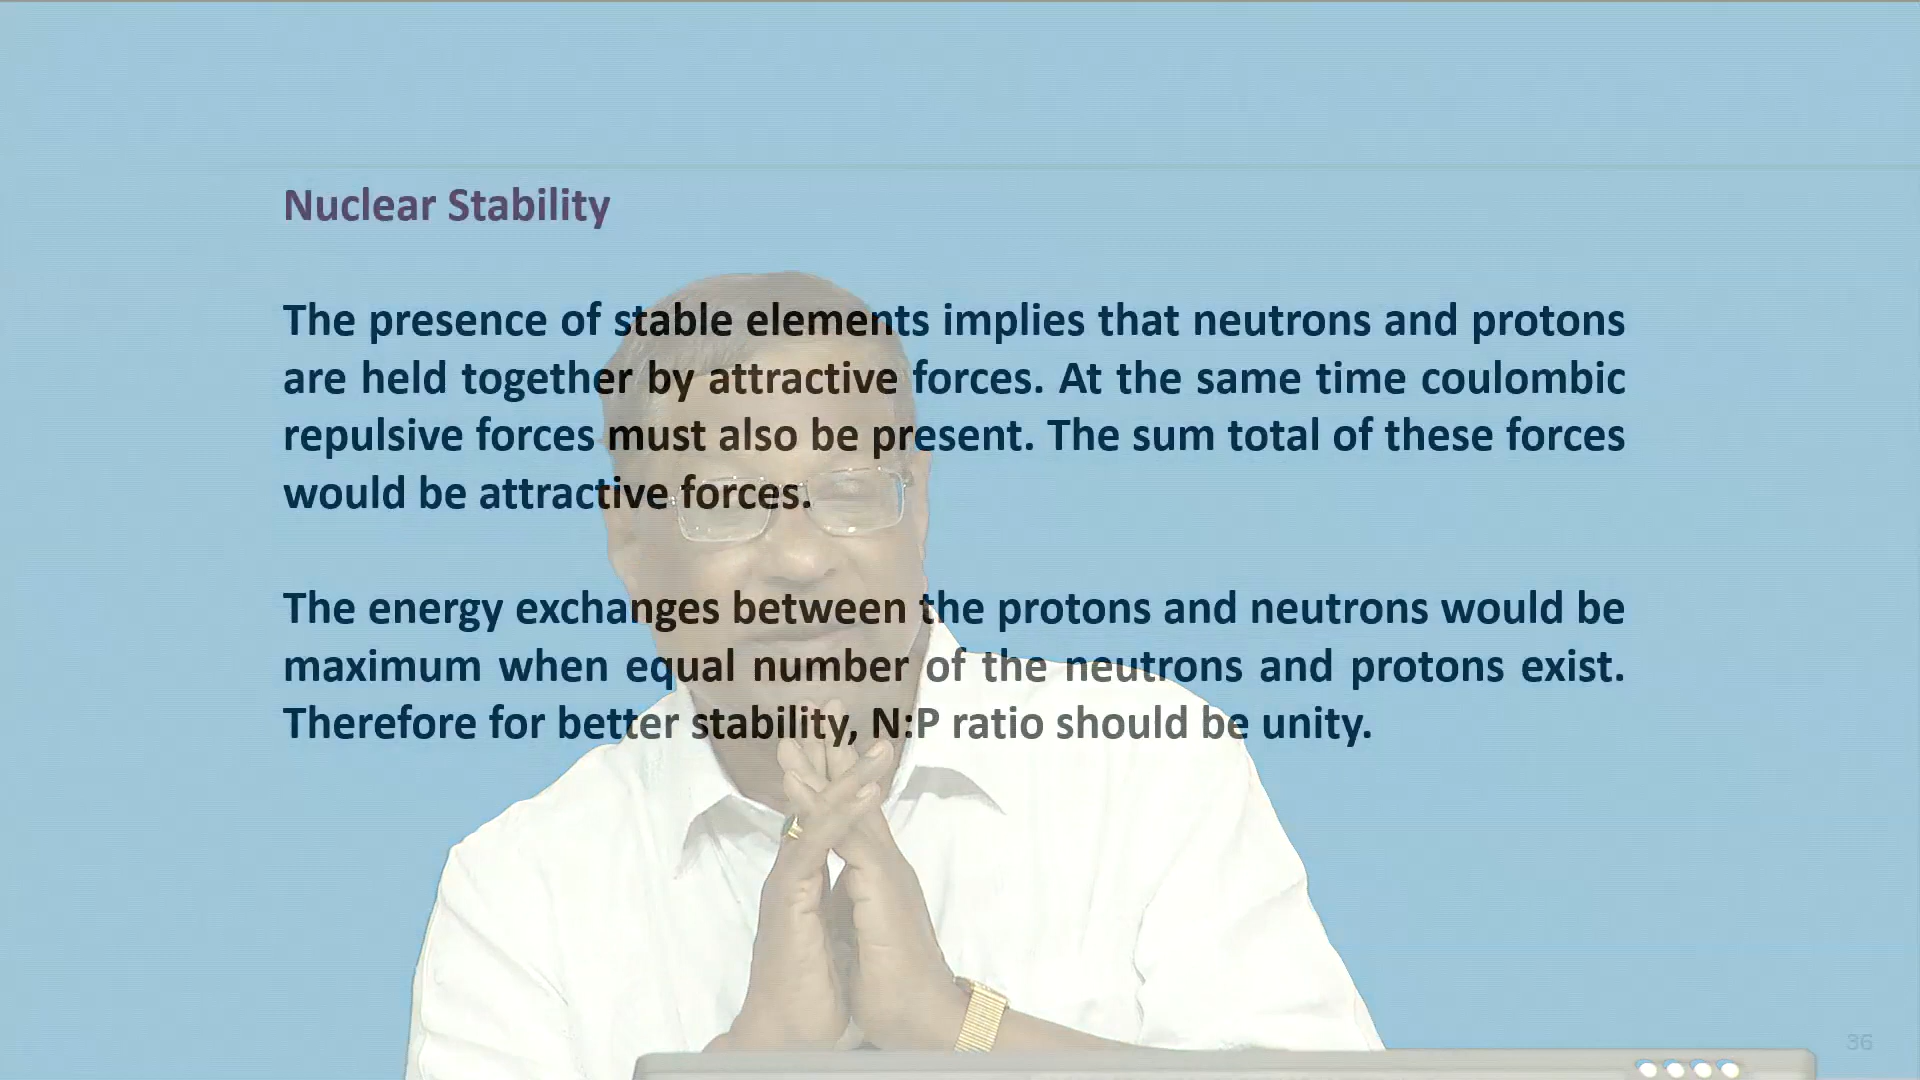 Nuclear Stability
The presence of stable elements implies that neutrons and protons
are held together by attractive forces. At the same time coulombic
repulsive forces must also be present. The sum total of these forces
would be attractive forces.
The energy exchanges between the protons and neutrons would be
maximum when equal number of the neutrons and protons exist.
Therefore for better stability, N:P ratio should be unity.
36